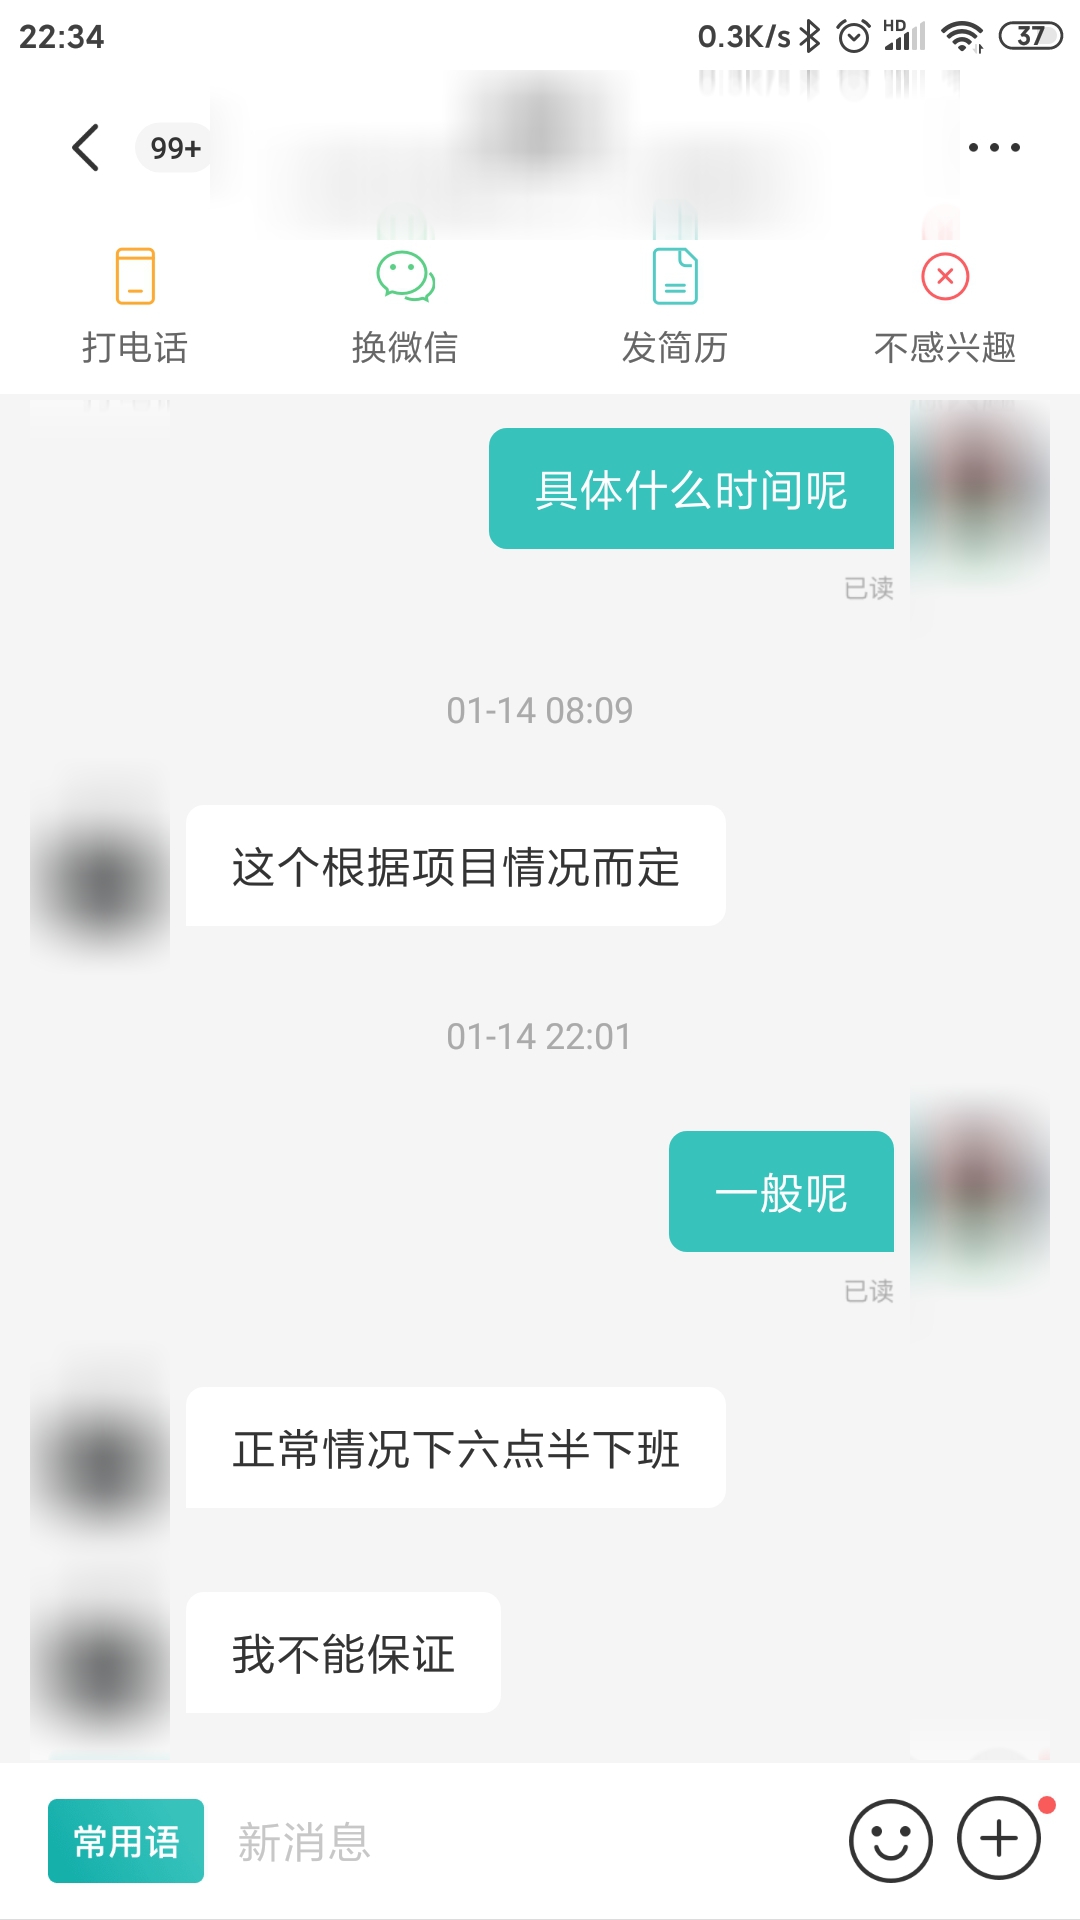 22:34
0.3K/s HD 37
99+
打电话
换微信
发简历
不感兴趣
具体什么时间呢
已读
01-14 08:09
这个根据项目情况而定
01-14 22:01
一般呢
已读
正常情况下六点半下班
我不能保证
常用语
新消息